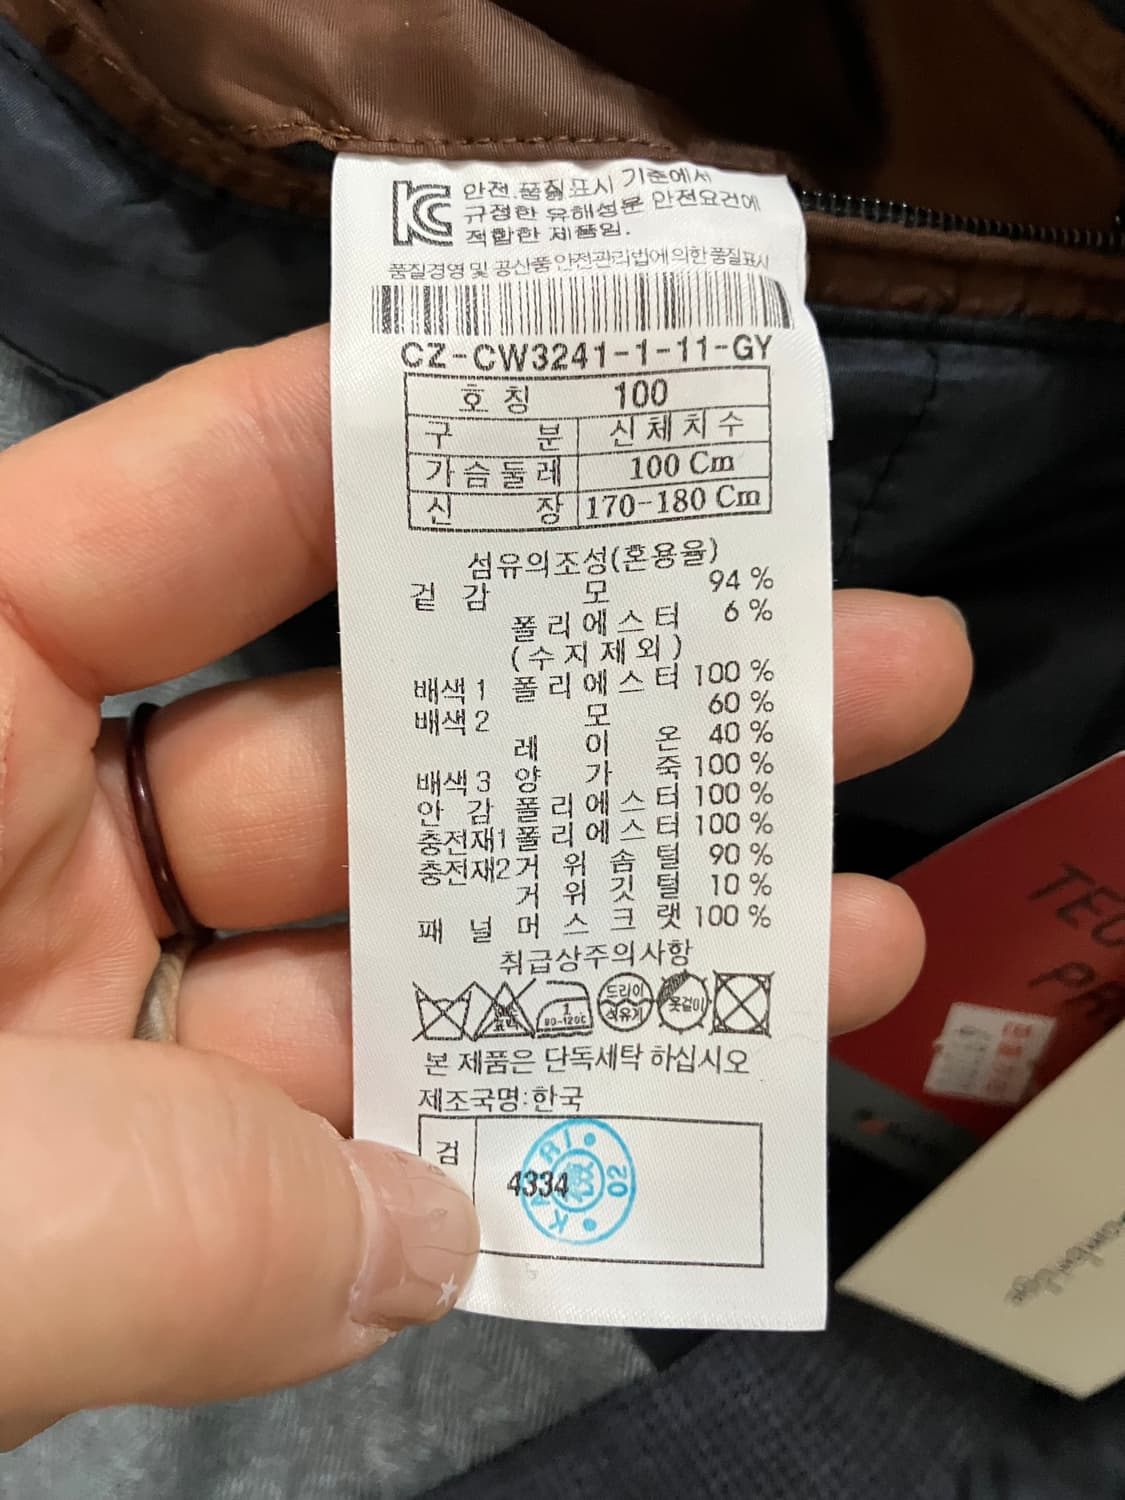 KC 안전.품질표시 기준에서
규정한 유해성분 안전요건에
적합한 제품임.
품질경영 및 공산품안전관리법에의한 품질표시
CZ-CW3241-1-11-GY
호칭 100
구분 신체치수
가슴둘레 100 Cm
신장 170-180 Cm
섬유의조성(혼용율)
겉감 모 94 %
폴리에스터 6 %
(수지제외)
배색1 폴리에스터 100 %
배색2 모 60 %
레이온 40 %
배색3 양가죽 100 %
안감 폴리에스터 100 %
충전재1 폴리에스터 100 %
충전재2 거위솜털 90 %
거위깃털 10 %
패널 머스크랫 100 %
취급상주의사항
표백 1 80-120C 드라이 석유계 옷걸이
본 제품은 단독세탁 하십시오
제조국명:한국
검
4334
KATRI 02
TEC
PA